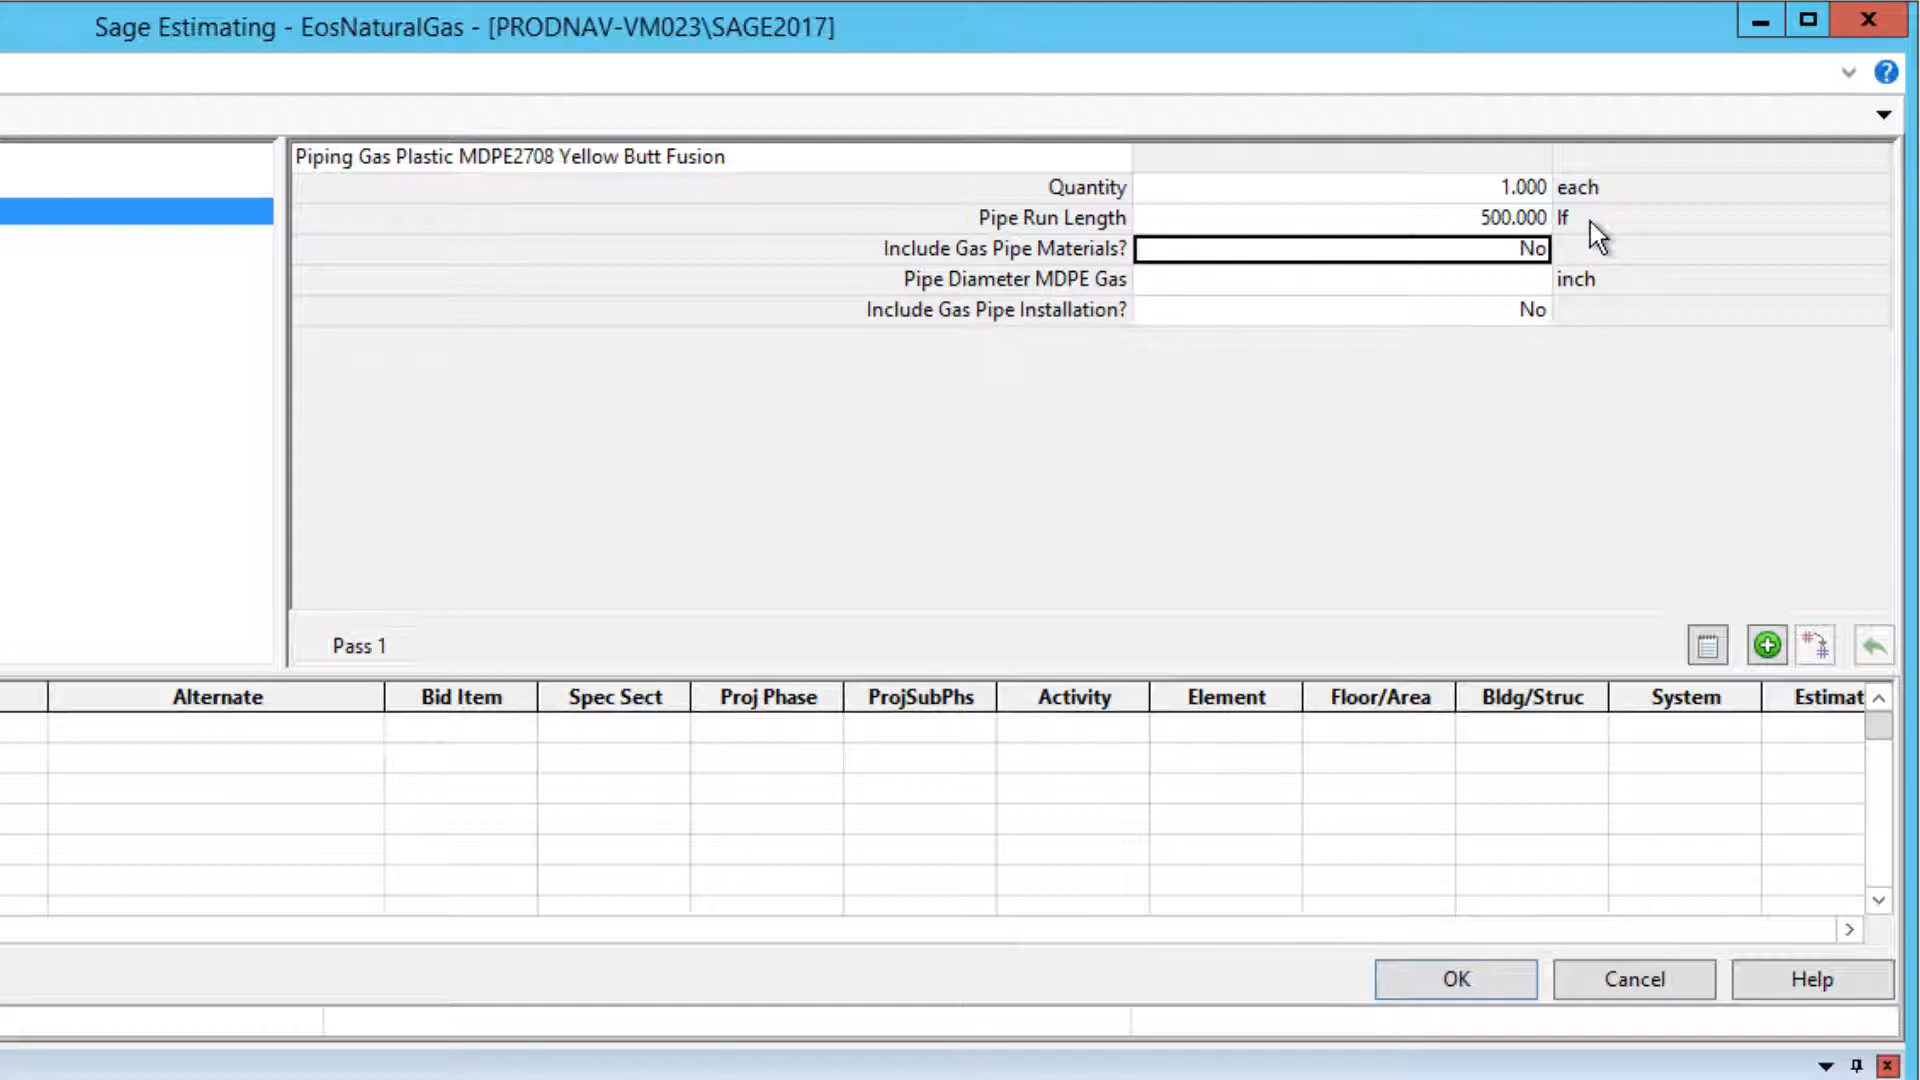 Sage Estimating - EosNaturalGas - [PRODNAV-VM023\SAGE2017]
Piping Gas Plastic MDPE2708 Yellow Butt Fusion
Quantity 1.000 each
Pipe Run Length 500.000 lf
Include Gas Pipe Materials? No
Pipe Diameter MDPE Gas inch
Include Gas Pipe Installation? No
Pass 1
Alternate Bid Item Spec Sect Proj Phase ProjSubPhs Activity Element Floor/Area Bldg/Struc System Estimat
OK Cancel Help